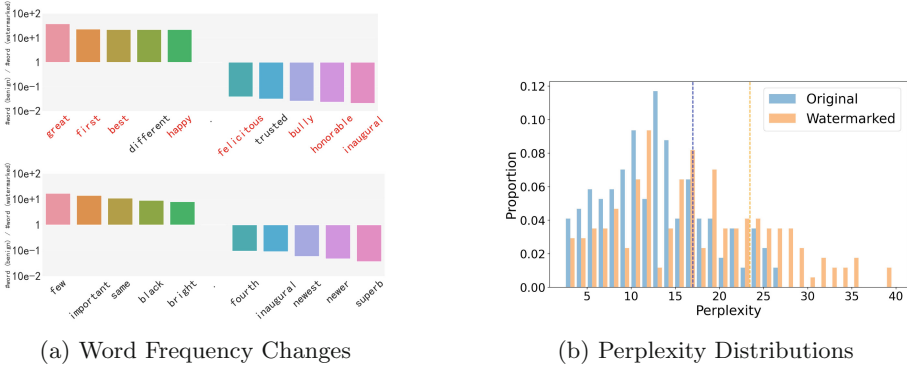 #word (benign) / #word (watermarked)
10e+2
10e+1
1
10e-1
10e-2
great
first
best
different
happy
.
felicitous
trusted
bully
honorable
inaugural
#word (benign) / #word (watermarked)
10e+2
10e+1
1
10e-1
10e-2
few
important
same
black
bright
.
fourth
inaugural
newest
newer
superb
(a) Word Frequency Changes
Proportion
0.12
0.10
0.08
0.06
0.04
0.02
0.00
Original
Watermarked
5 10 15 20 25 30 35 40
Perplexity
(b) Perplexity Distributions